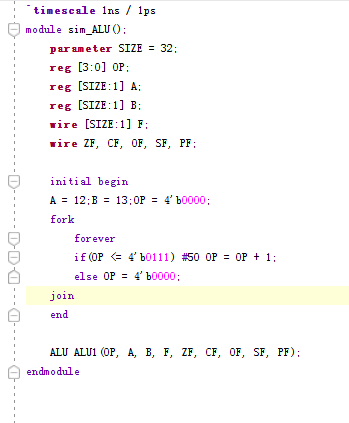 `timescale 1ns / 1ps
module sim_ALU();
parameter SIZE = 32;
reg [3:0] OP;
reg [SIZE:1] A;
reg [SIZE:1] B;
wire [SIZE:1] F;
wire ZF, CF, OF, SF, PF;
initial begin
A = 12;B = 13;OP = 4'b0000;
fork
forever
if(OP <= 4'b0111) #50 OP = OP + 1;
else OP = 4'b0000;
join
end
ALU ALU1(OP, A, B, F, ZF, CF, OF, SF, PF);
endmodule